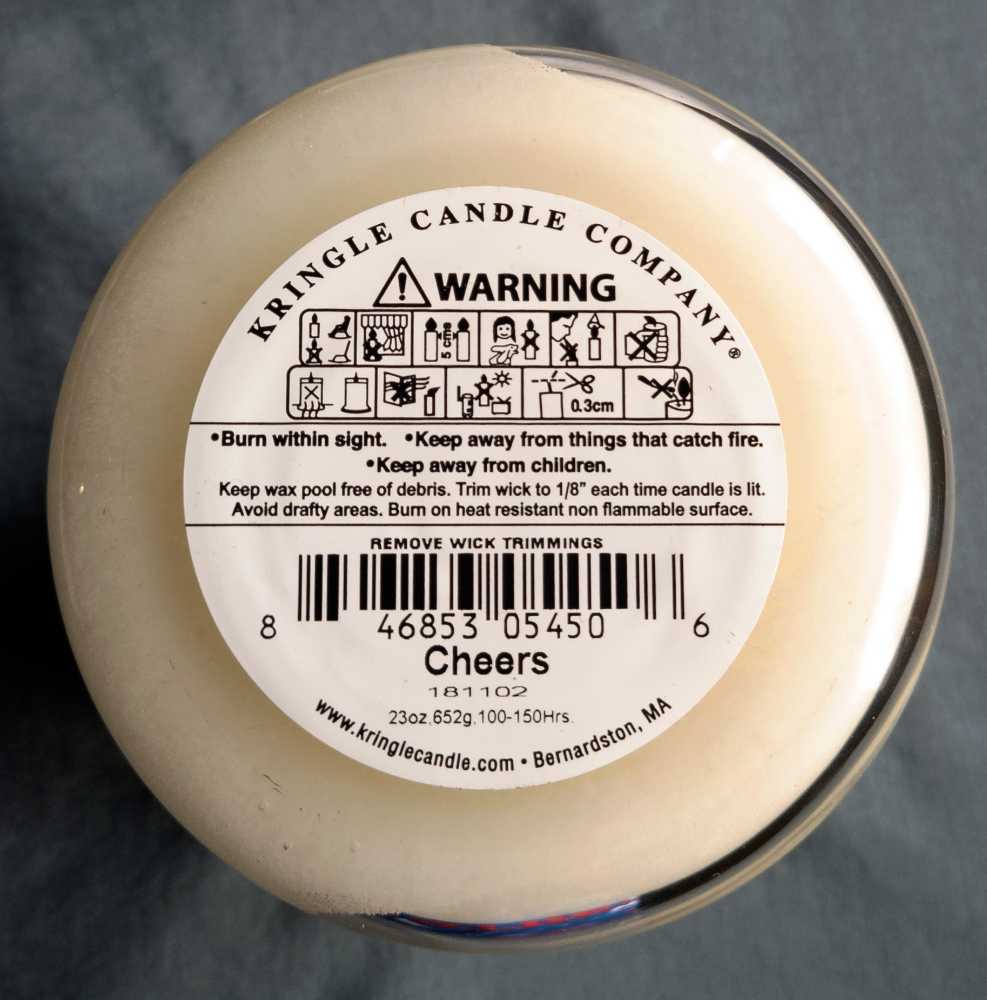 KRINGLE CANDLE COMPANY®
WARNING
5 cm
0.3cm
•Burn within sight. •Keep away from things that catch fire.
•Keep away from children.
Keep wax pool free of debris. Trim wick to 1/8” each time candle is lit.
Avoid drafty areas. Burn on heat resistant non flammable surface.
REMOVE WICK TRIMMINGS
8 46853 05450 6
Cheers
181102
23oz,652g,100-150Hrs.
www.kringlecandle.com • Bernardston, MA